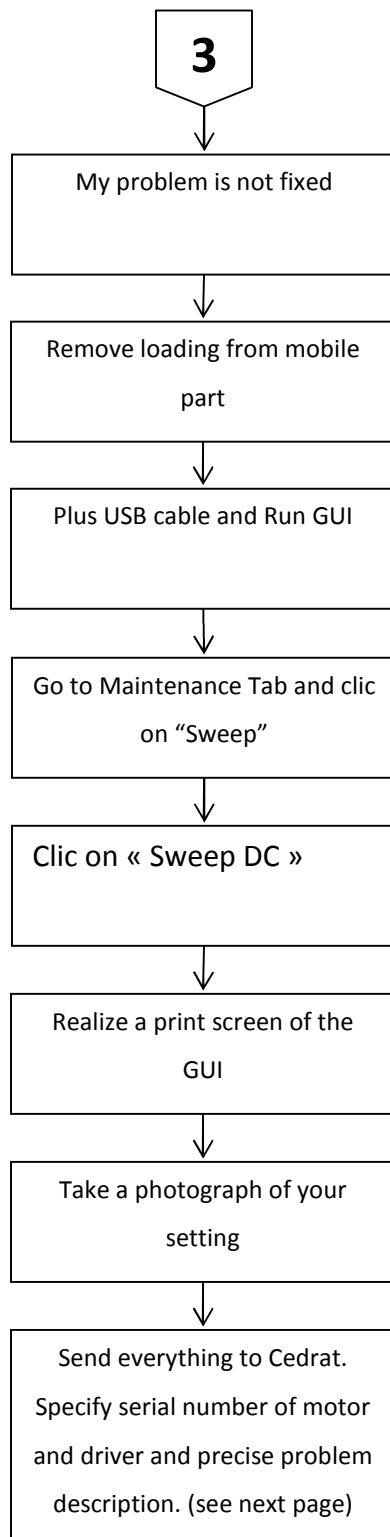 3
My problem is not fixed
Remove loading from mobile
part
Plus USB cable and Run GUI
Go to Maintenance Tab and clic
on “Sweep”
Clic on « Sweep DC »
Realize a print screen of the
GUI
Take a photograph of your
setting
Send everything to Cedrat.
Specify serial number of motor
and driver and precise problem
description. (see next page)